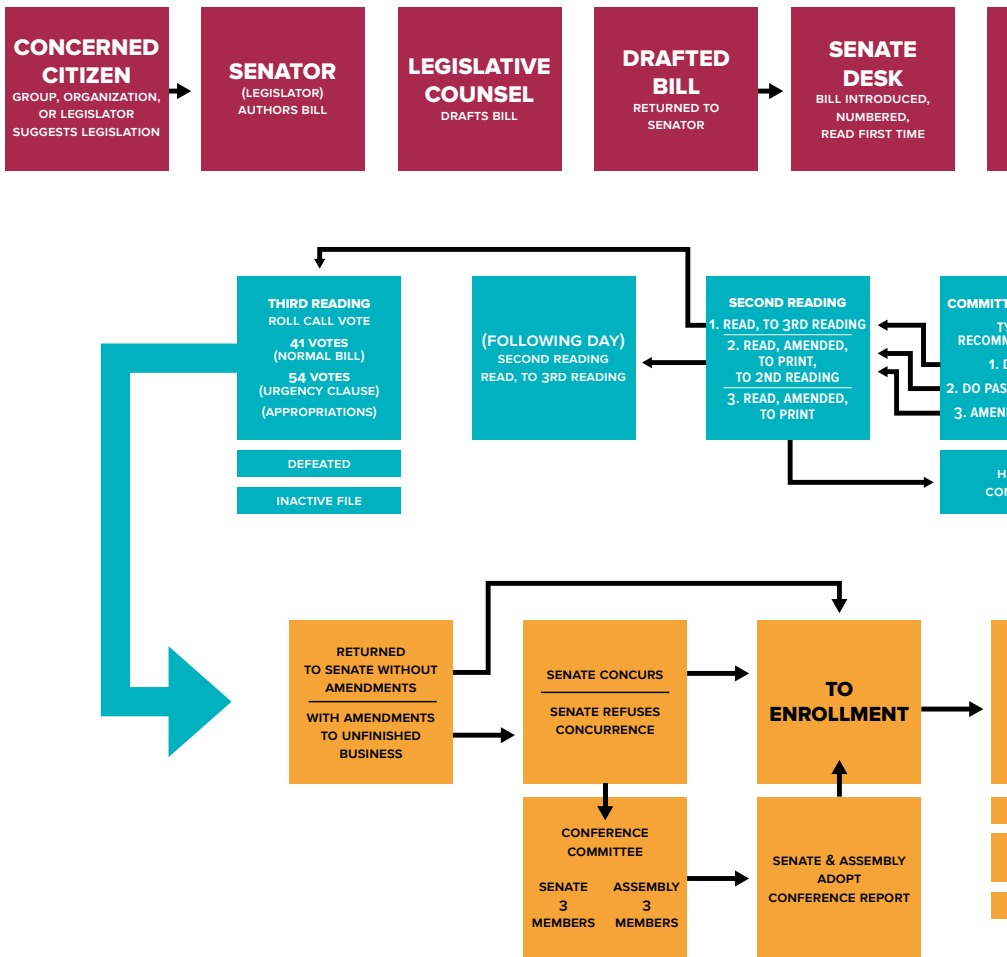 CONCERNED
CITIZEN
GROUP, ORGANIZATION,
OR LEGISLATOR
SUGGESTS LEGISLATION
SENATOR
(LEGISLATOR)
AUTHORS BILL
LEGISLATIVE
COUNSEL
DRAFTS BILL
DRAFTED
BILL
RETURNED TO
SENATOR
SENATE
DESK
BILL INTRODUCED,
NUMBERED,
READ FIRST TIME
THIRD READING
ROLL CALL VOTE
41 VOTES
(NORMAL BILL)
54 VOTES
(URGENCY CLAUSE)
(APPROPRIATIONS)
DEFEATED
INACTIVE FILE
(FOLLOWING DAY)
SECOND READING
READ, TO 3RD READING
SECOND READING
1. READ, TO 3RD READING
2. READ, AMENDED,
TO PRINT,
TO 2ND READING
3. READ, AMENDED,
TO PRINT
1.
2. DO
3.
RETURNED
TO SENATE WITHOUT
AMENDMENTS
WITH AMENDMENTS
TO UNFINISHED
BUSINESS
SENATE CONCURS
SENATE REFUSES
CONCURRENCE
TO
ENROLLMENT
CONFERENCE
COMMITTEE
SENATE
3
MEMBERS
ASSEMBLY
3
MEMBERS
SENATE & ASSEMBLY
ADOPT
CONFERENCE REPORT